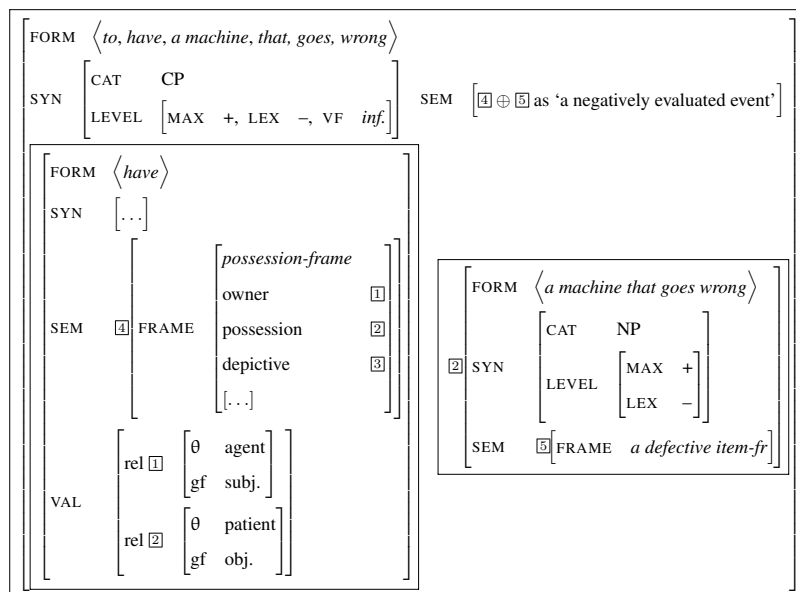 FORM ⟨to, have, a machine, that, goes, wrong⟩
SYN [CAT CP
LEVEL [MAX +, LEX –, VF inf.]]
SEM [4 ⊕ 5 as ‘a negatively evaluated event’]
FORM ⟨have⟩
SYN [...]
SEM 4 [FRAME [possession-frame
owner 1
possession 2
depictive 3
[...]]]
VAL [rel 1 [θ agent
gf subj.]
rel 2 [θ patient
gf obj.]]
2 [FORM ⟨a machine that goes wrong⟩
SYN [CAT NP
LEVEL [MAX +
LEX –]]
SEM 5 [FRAME a defective item-fr]]